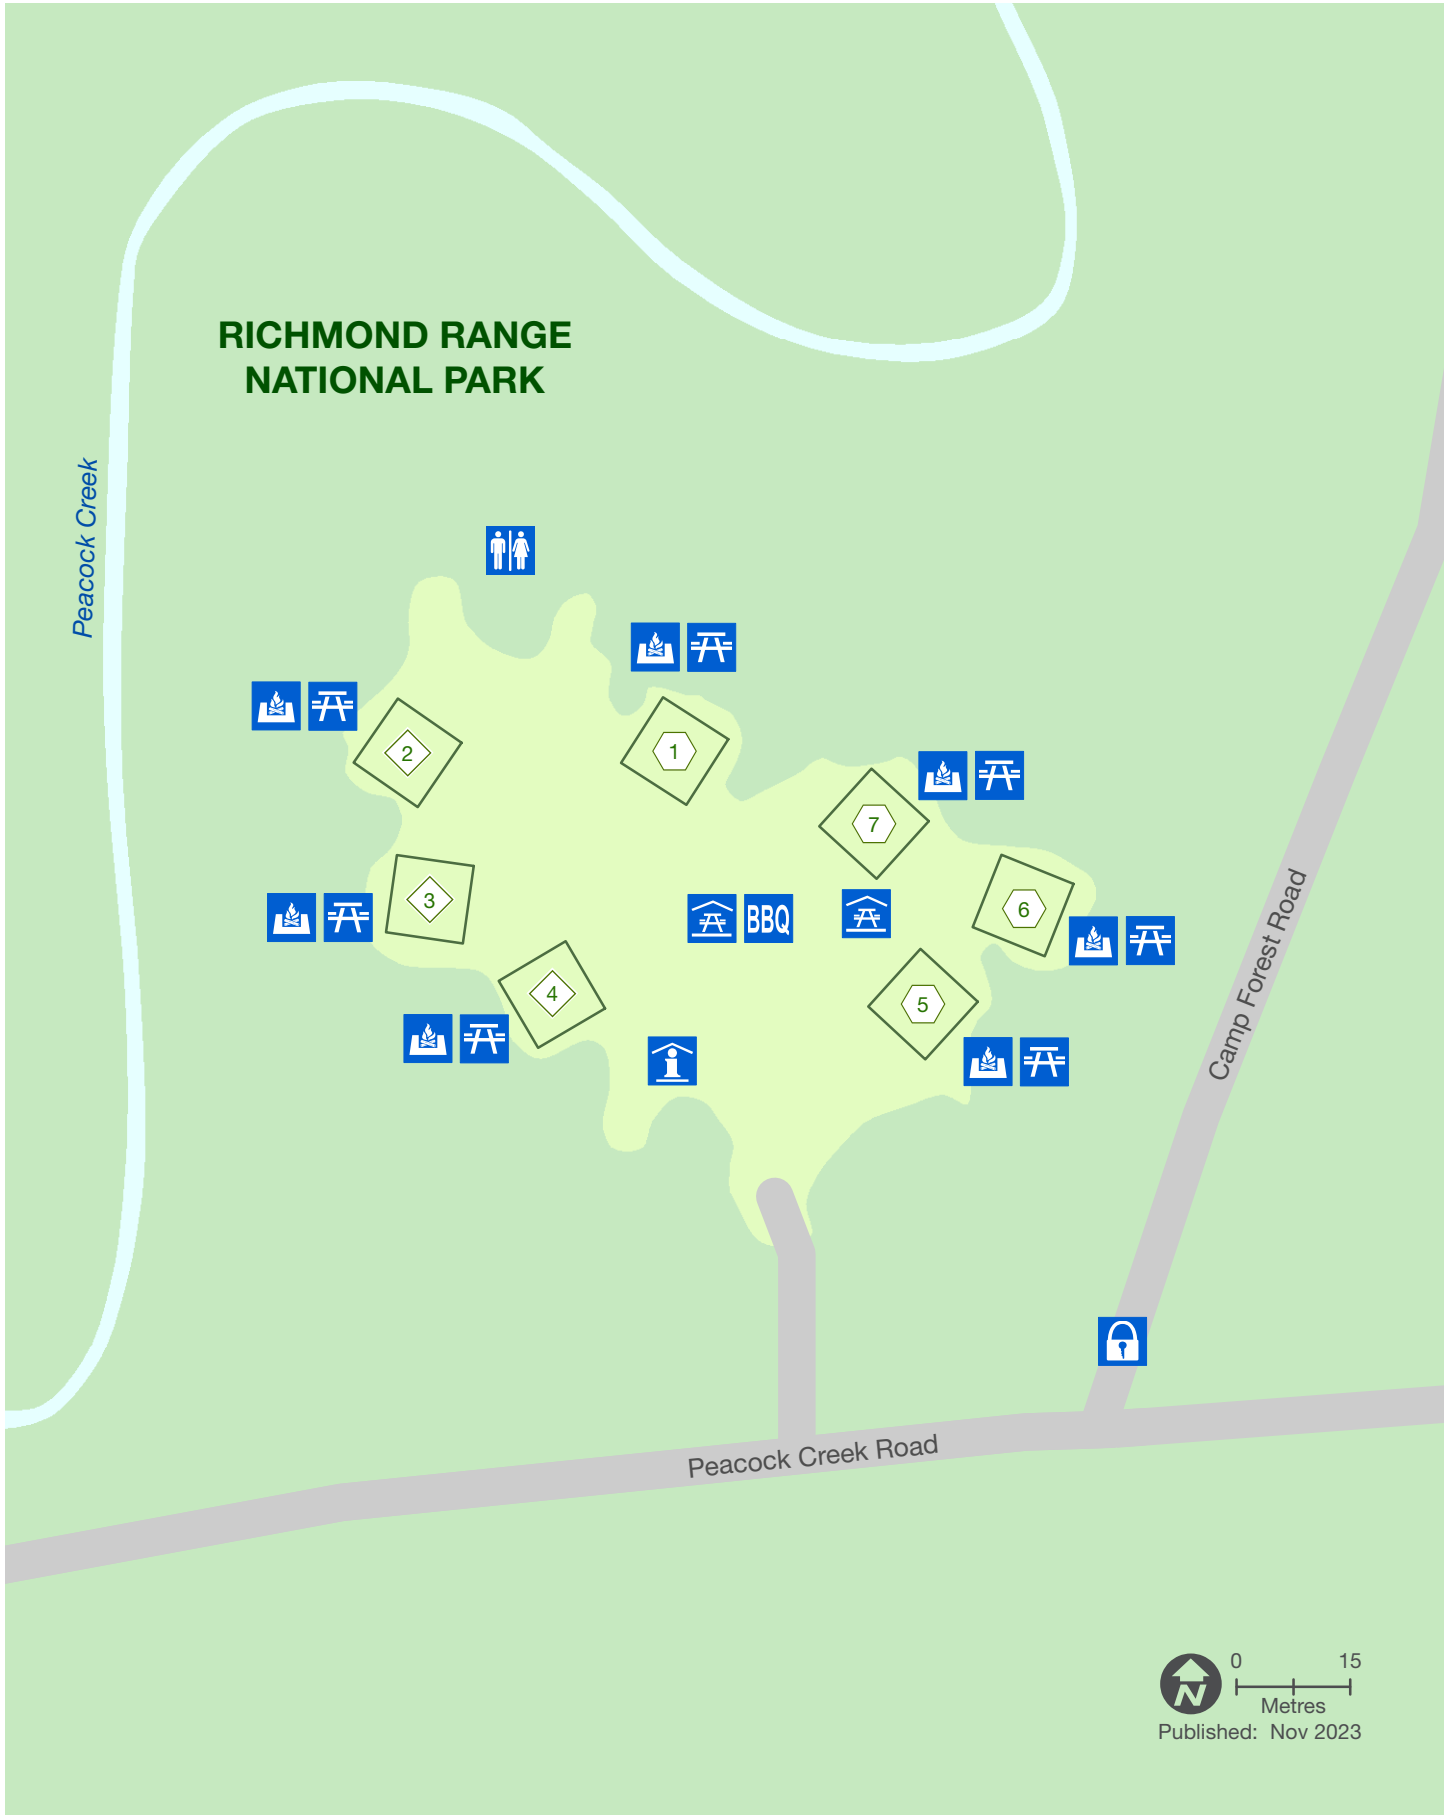 RICHMOND RANGE
NATIONAL PARK
Peacock Creek
1
2
7
3
6
BBQ
4
5
Camp Forest Road
Peacock Creek Road
N
0 15
Metres
Published: Nov 2023